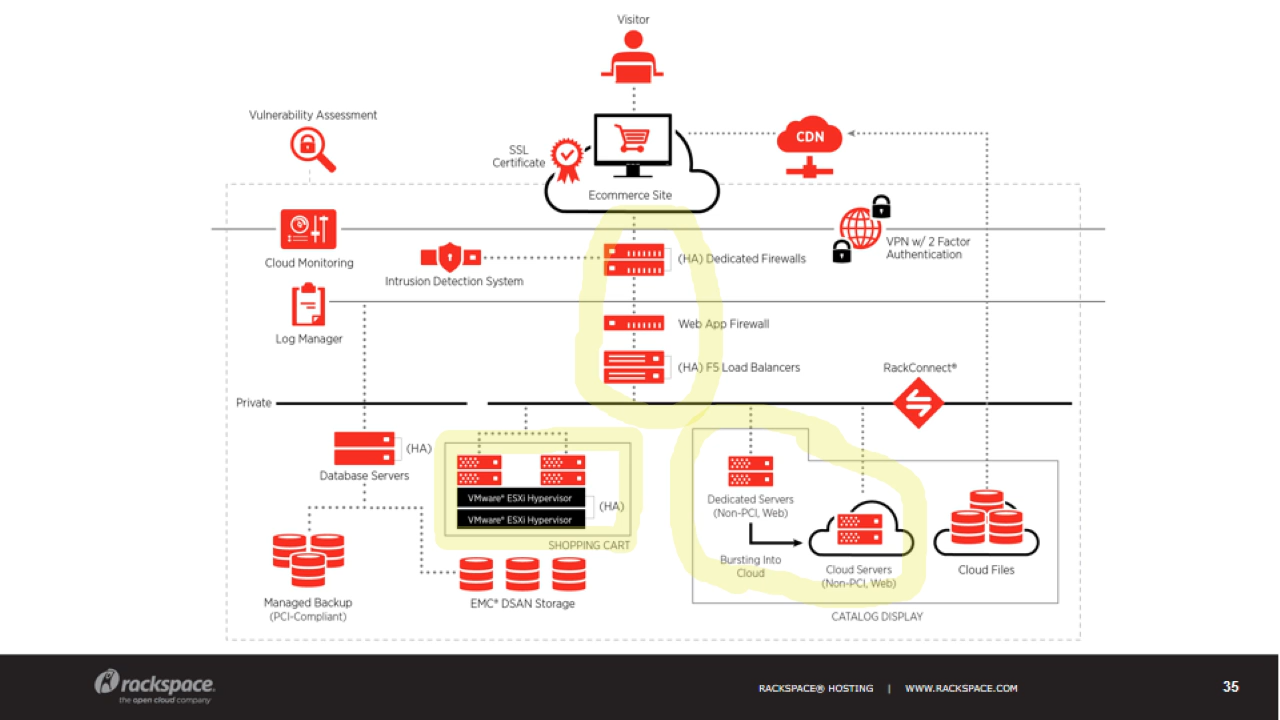 Visitor
Vulnerability Assessment
SSL
Certificate
CDN
Ecommerce Site
Cloud Monitoring
Intrusion Detection System
(HA) Dedicated Firewalls
VPN w/ 2 Factor
Authentication
Log Manager
Web App Firewall
(HA) F5 Load Balancers
RackConnect®
Private
(HA)
Database Servers
VMware® ESXi Hypervisor
(HA)
VMware® ESXi Hypervisor
SHOPPING CART
Dedicated Servers
(Non-PCI, Web)
Bursting Into
Cloud
Cloud Servers
(Non-PCI, Web)
Cloud Files
CATALOG DISPLAY
Managed Backup
(PCI-Compliant)
EMC® DSAN Storage
rackspace®
the open cloud company
RACKSPACE® HOSTING | WWW.RACKSPACE.COM
35